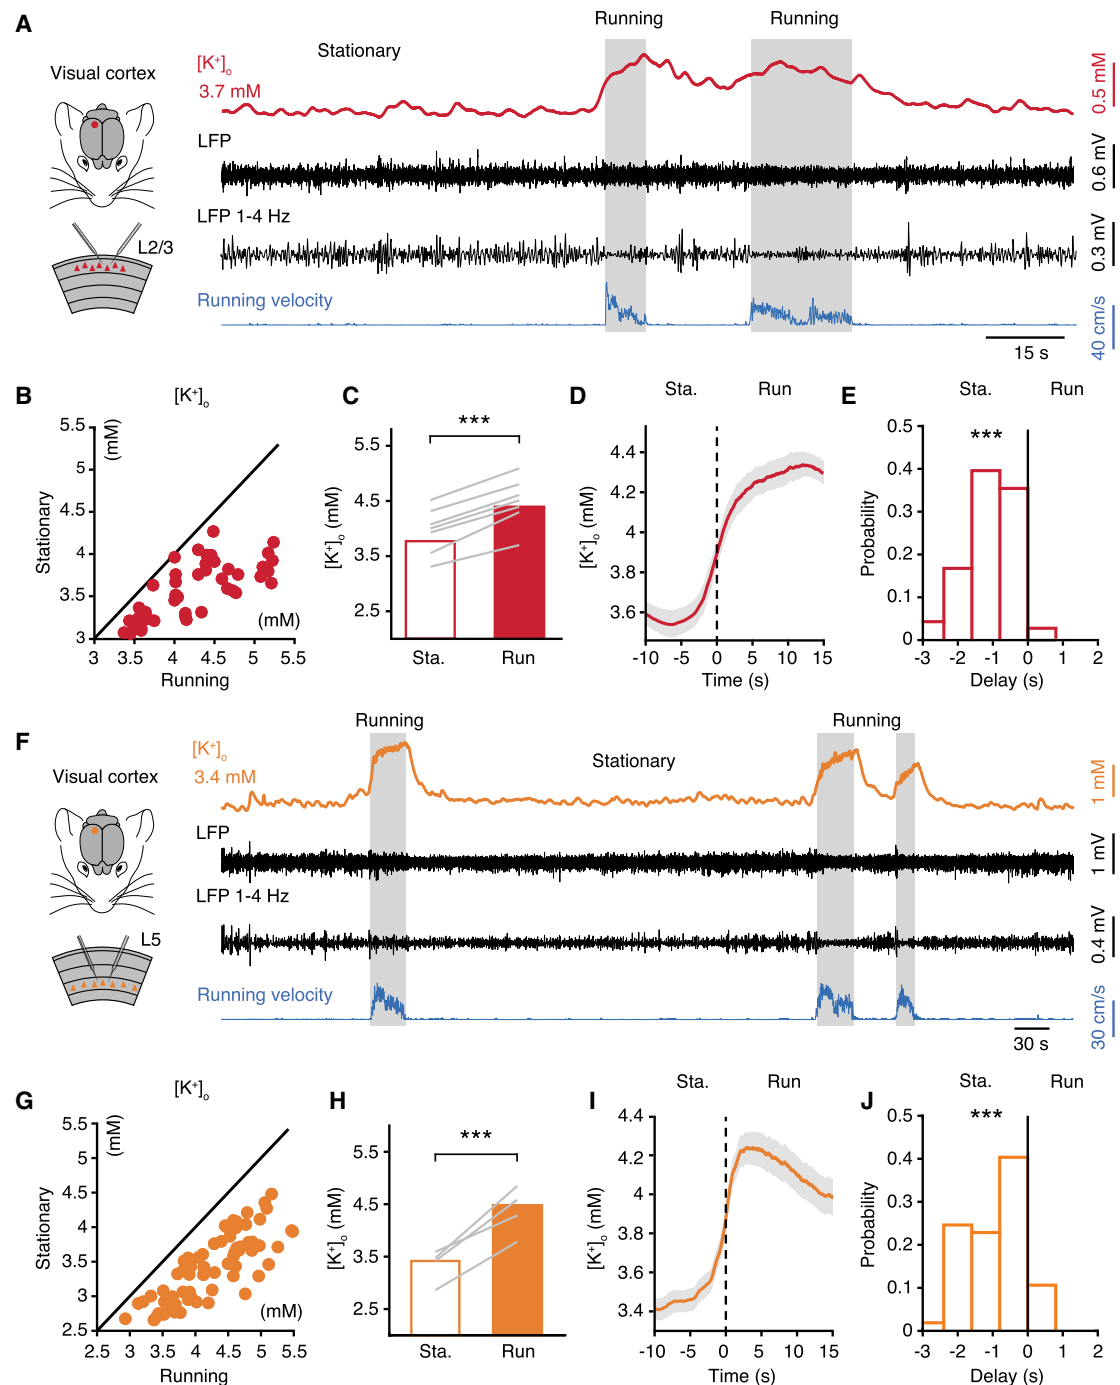 A
Running
Running
Stationary
Visual cortex
[K+]o
3.7 mM
0.5 mM
LFP
0.6 mV
LFP 1-4 Hz
0.3 mV
L2/3
Running velocity
40 cm/s
15 s
B
[K+]o
5.5
5
4.5
4
3.5
3
(mM)
Stationary
(mM)
3 3.5 4 4.5 5 5.5
Running
C
***
5.5
4.5
3.5
2.5
[K+]o (mM)
Sta. Run
D
Sta. Run
4.4
4.2
4
3.8
3.6
[K+]o (mM)
-10 -5 0 5 10 15
Time (s)
E
Sta. Run
***
0.5
0.4
0.3
0.2
0.1
0
Probability
-3 -2 -1 0 1 2
Delay (s)
F
Running
Running
Stationary
Visual cortex
[K+]o
3.4 mM
1 mM
LFP
1 mV
LFP 1-4 Hz
0.4 mV
L5
Running velocity
30 cm/s
30 s
G
[K+]o
5.5
5
4.5
4
3.5
3
2.5
(mM)
Stationary
(mM)
2.5 3 3.5 4 4.5 5 5.5
Running
H
***
5.5
4.5
3.5
2.5
[K+]o (mM)
Sta. Run
I
Sta. Run
4.4
4.2
4
3.8
3.6
3.4
[K+]o (mM)
-10 -5 0 5 10 15
Time (s)
J
Sta. Run
***
0.5
0.4
0.3
0.2
0.1
0
Probability
-3 -2 -1 0 1 2
Delay (s)